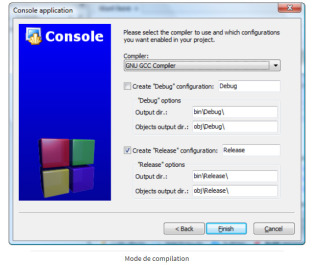 Console application
Console
Please select the compiler to use and which configurations
you want enabled in your project.
Compiler:
GNU GCC Compiler
Create "Debug" configuration: Debug
"Debug" options
Output dir.: bin\Debug\
Objects output dir.: obj\Debug\
Create "Release" configuration: Release
"Release" options
Output dir.: bin\Release\
Objects output dir.: obj\Release\
< Back Finish Cancel
Mode de compilation